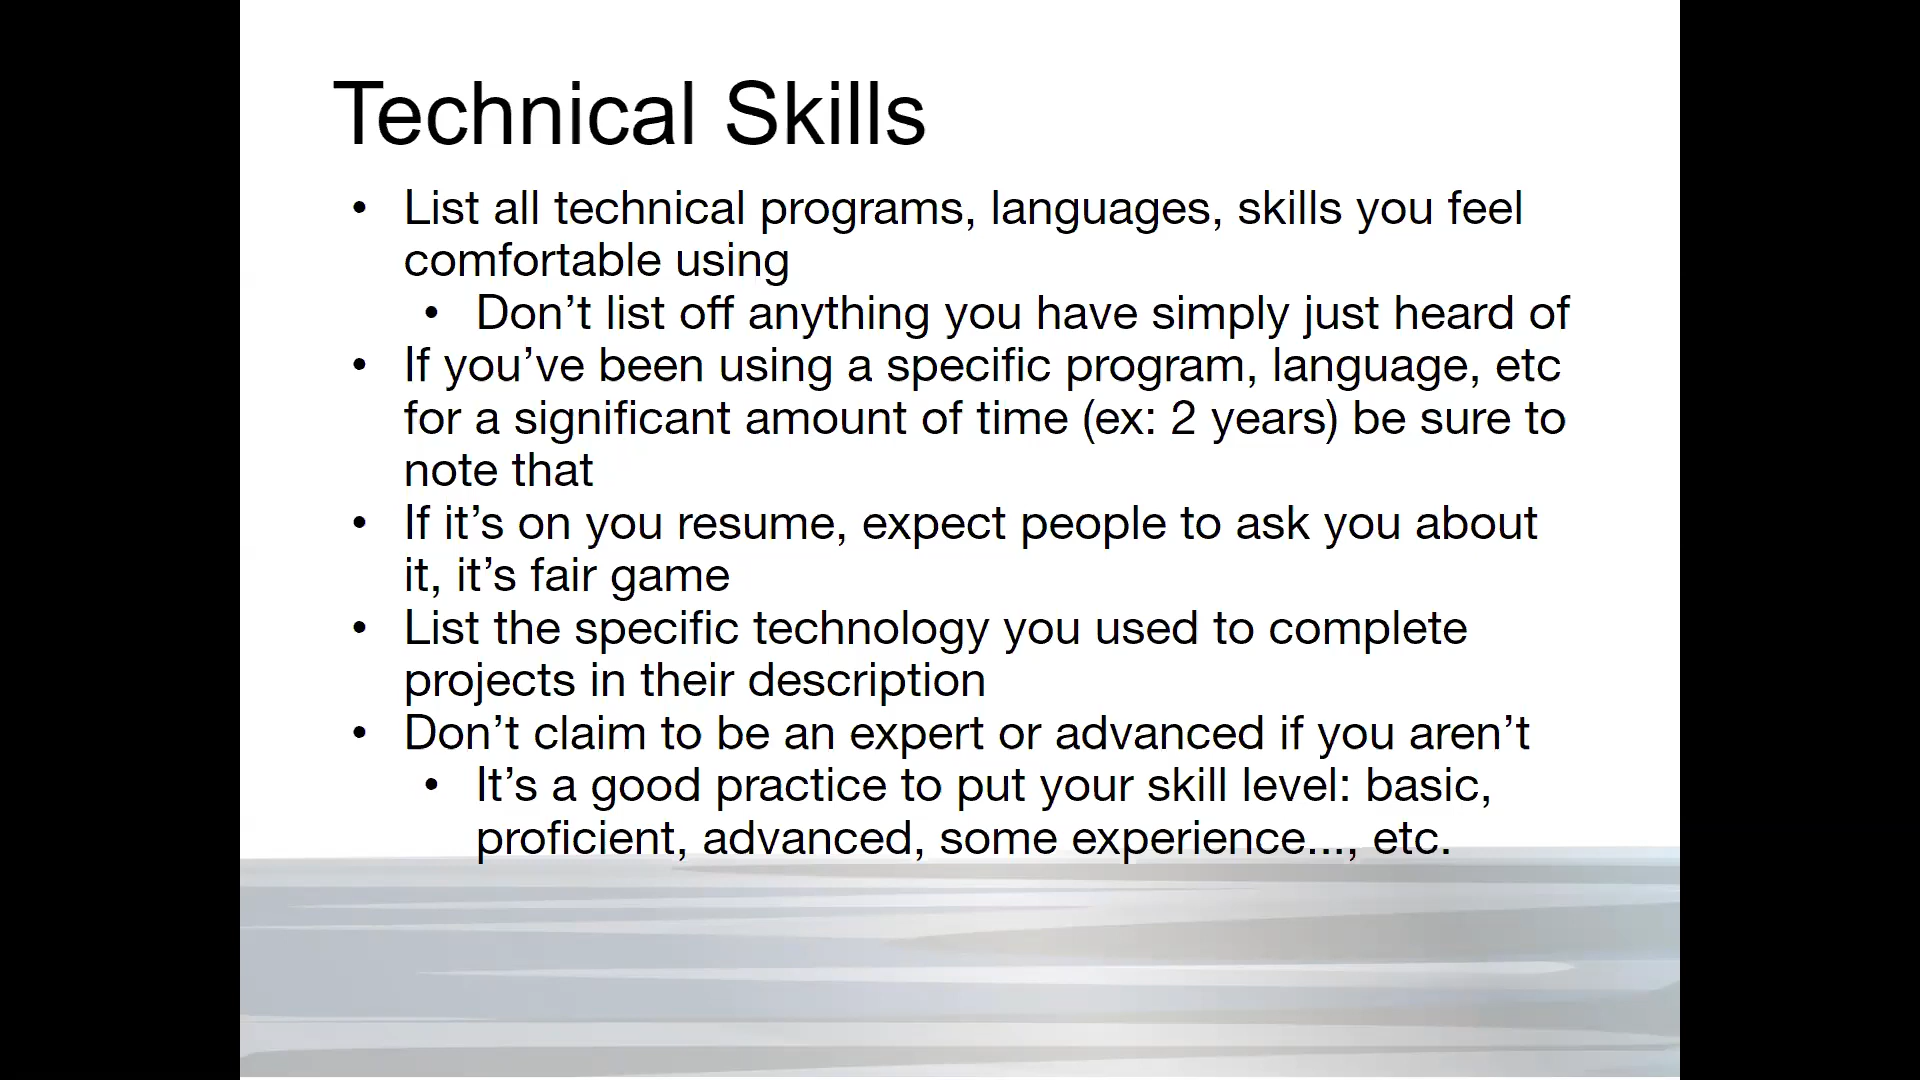 Technical Skills
• List all technical programs, languages, skills you feel
comfortable using
• Don’t list off anything you have simply just heard of
• If you’ve been using a specific program, language, etc
for a significant amount of time (ex: 2 years) be sure to
note that
• If it’s on you resume, expect people to ask you about
it, it’s fair game
• List the specific technology you used to complete
projects in their description
• Don’t claim to be an expert or advanced if you aren’t
• It’s a good practice to put your skill level: basic,
proficient, advanced, some experience..., etc.